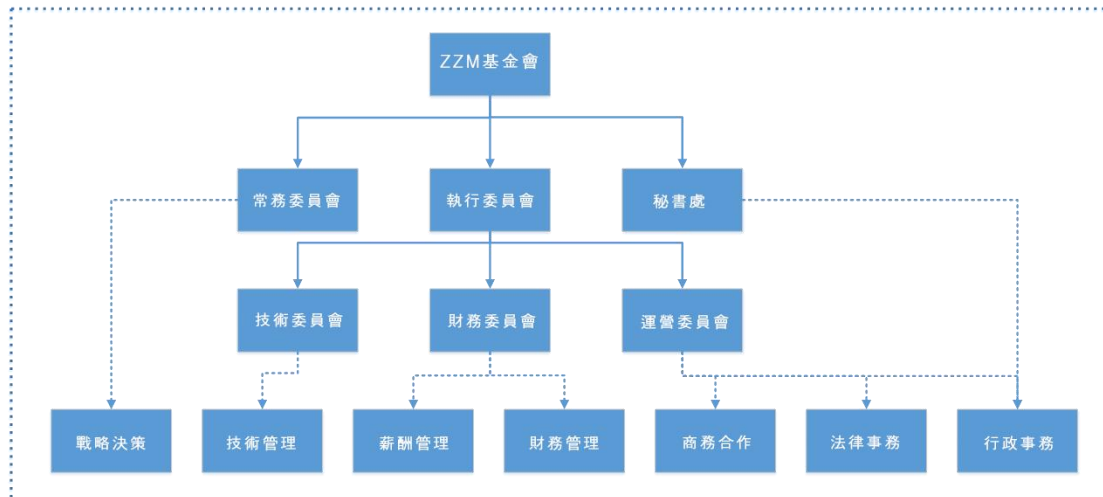 ZZM基金會
常務委員會
執行委員會
秘書處
技術委員會
財務委員會
運營委員會
戰略決策
技術管理
薪酬管理
財務管理
商務合作
法律事務
行政事務